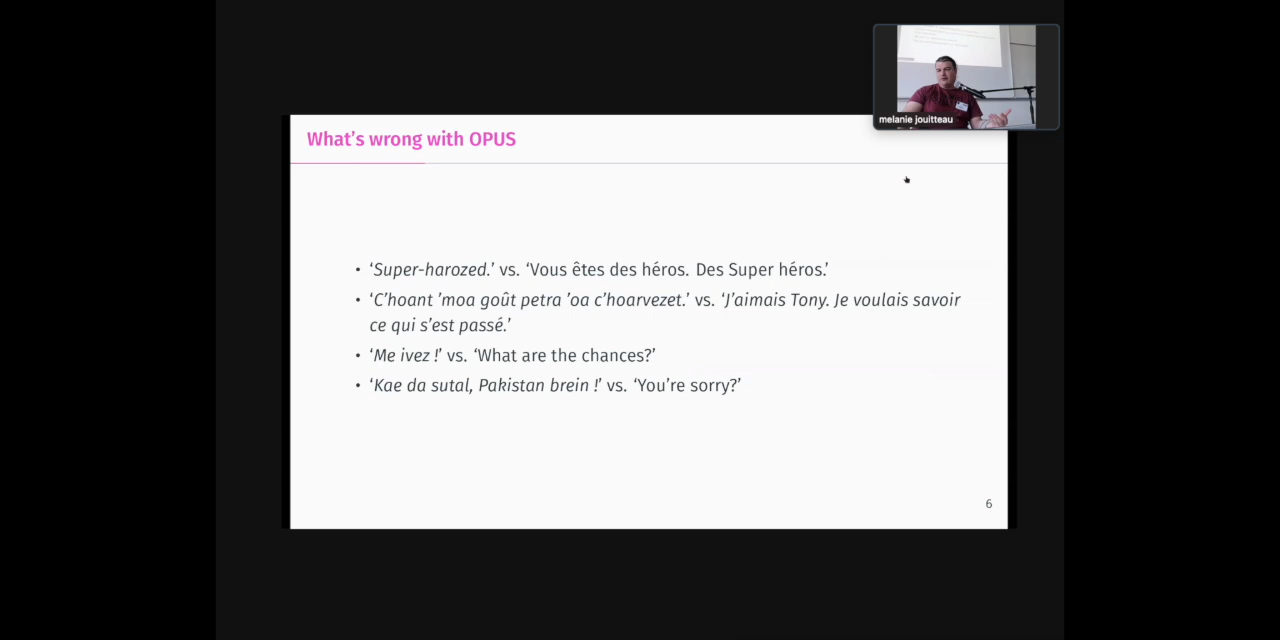 melanie jouitteau
What's wrong with OPUS
• ‘Super-harozed.’ vs. ‘Vous êtes des héros. Des Super héros.’
• ‘C’hoant ’moa goût petra ’oa c’hoarvezet.’ vs. ‘J’aimais Tony. Je voulais savoir
ce qui s’est passé.’
• ‘Me ivez !’ vs. ‘What are the chances?’
• ‘Kae da sutal, Pakistan brein !’ vs. ‘You’re sorry?’
6